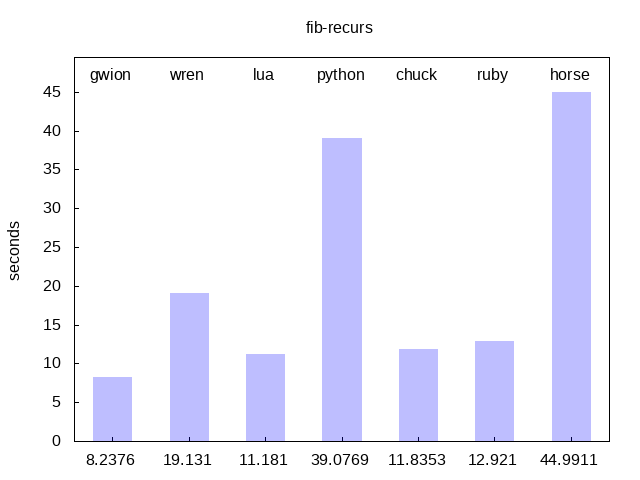 fib-recurs
gwion wren lua python chuck ruby horse
45
40
35
30
25
20
15
10
5
0
seconds
8.2376 19.131 11.181 39.0769 11.8353 12.921 44.9911